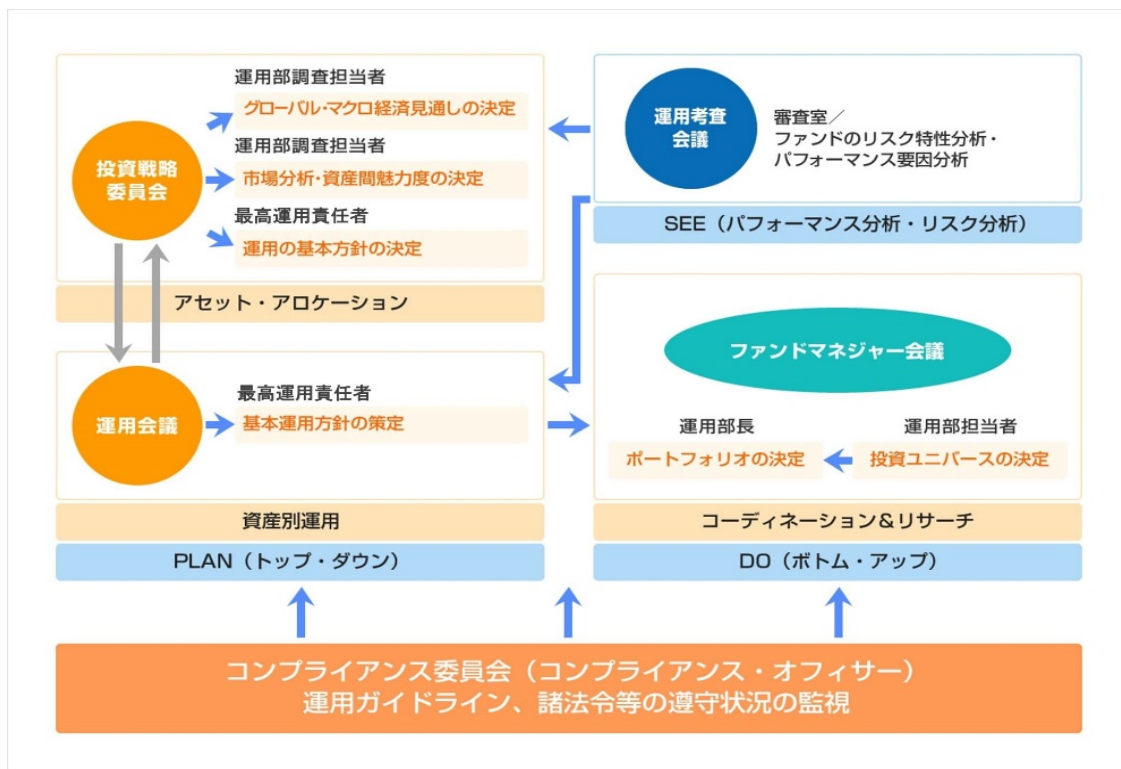 運用部調査担当者
グローバル・マクロ経済見通しの決定
運用部調査担当者
市場分析・資産間魅力度の決定
最高運用責任者
運用の基本方針の決定
投資戦略
委員会
アセット・アロケーション
運用会議
最高運用責任者
基本運用方針の策定
資産別運用
PLAN（トップ・ダウン）
運用考査
会議
審査室／
ファンドのリスク特性分析・
パフォーマンス要因分析
SEE（パフォーマンス分析・リスク分析）
ファンドマネジャー会議
運用部長
ポートフォリオの決定
運用部担当者
投資ユニバースの決定
コーディネーション＆リサーチ
DO（ボトム・アップ）
コンプライアンス委員会（コンプライアンス・オフィサー）
運用ガイドライン、諸法令等の遵守状況の監視